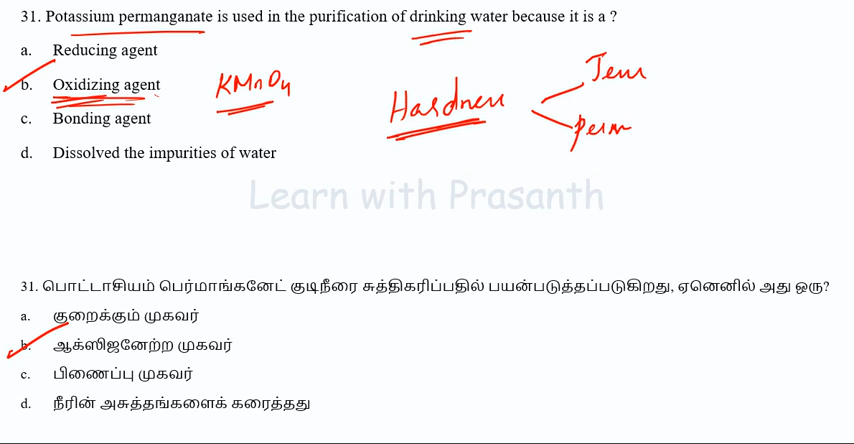 31. Potassium permanganate is used in the purification of drinking water because it is a ?
a. Reducing agent
b. Oxidizing agent
c. Bonding agent
d. Dissolved the impurities of water
KMnO4
Hardness
Tem
Perm
Learn with Prasanth
31. பொட்டாசியம் பெர்மாங்கனேட் குடிநீரை சுத்திகரிப்பதில் பயன்படுத்தப்படுகிறது, ஏனெனில் அது ஒரு?
a. குறைக்கும் முகவர்
b. ஆக்ஸிஜனேற்ற முகவர்
c. பிணைப்பு முகவர்
d. நீரின் அசுத்தங்களைக் கரைத்தது